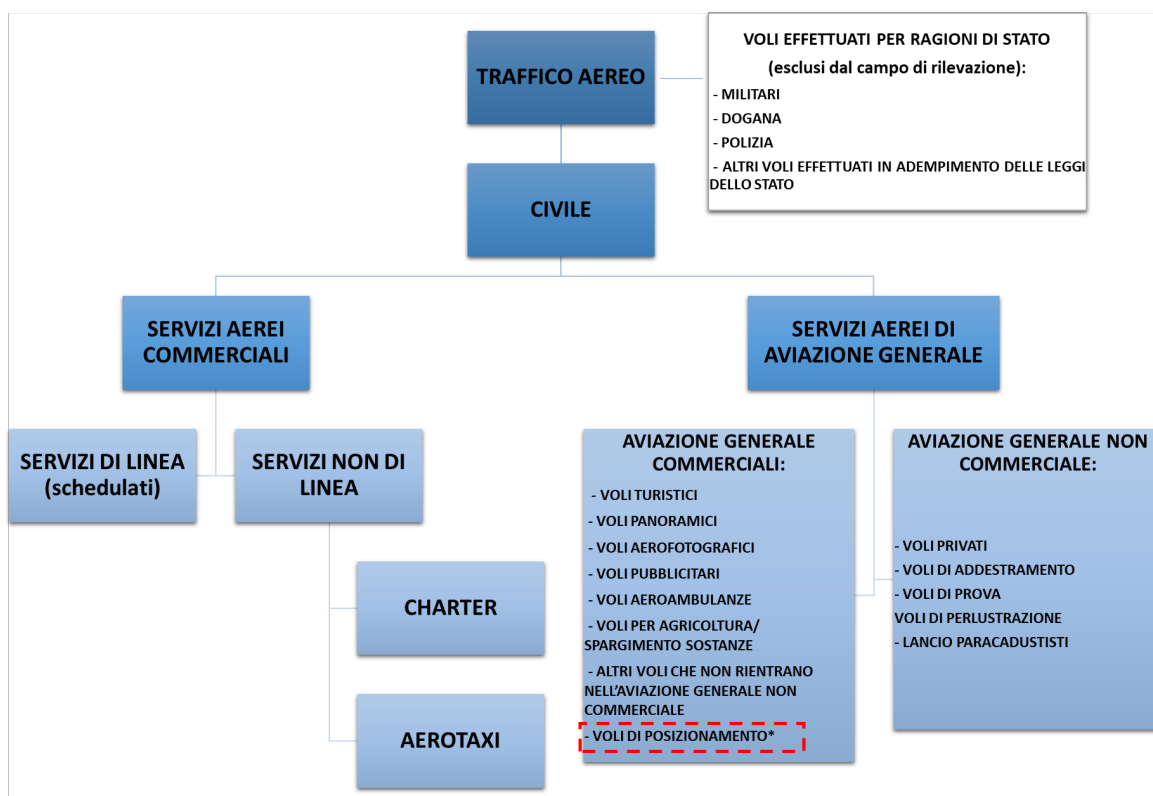 TRAFFICO AEREO
VOLI EFFETTUATI PER RAGIONI DI STATO
(esclusi dal campo di rilevazione):
- MILITARI
- DOGANA
- POLIZIA
- ALTRI VOLI EFFETTUATI IN ADEMPIMENTO DELLE LEGGI
DELLO STATO
CIVILE
SERVIZI AEREI
COMMERCIALI
SERVIZI AEREI DI
AVIAZIONE GENERALE
SERVIZI DI LINEA
(schedulati)
SERVIZI NON DI
LINEA
CHARTER
AEROTAXI
AVIAZIONE GENERALE
COMMERCIALI:
- VOLI TURISTICI
- VOLI PANORAMICI
- VOLI AEROFOTOGRAFICI
- VOLI PUBBLICITARI
- VOLI AEROAMBULANZE
- VOLI PER AGRICOLTURA/
SPARGIMENTO SOSTANZE
- ALTRI VOLI CHE NON RIENTRANO
NELL'AVIAZIONE GENERALE NON
COMMERCIALE
- VOLI DI POSIZIONAMENTO*
AVIAZIONE GENERALE NON
COMMERCIALE:
- VOLI PRIVATI
- VOLI DI ADDESTRAMENTO
- VOLI DI PROVA
VOLI DI PERLUSTRAZIONE
- LANCIO PARACADUSTISTI